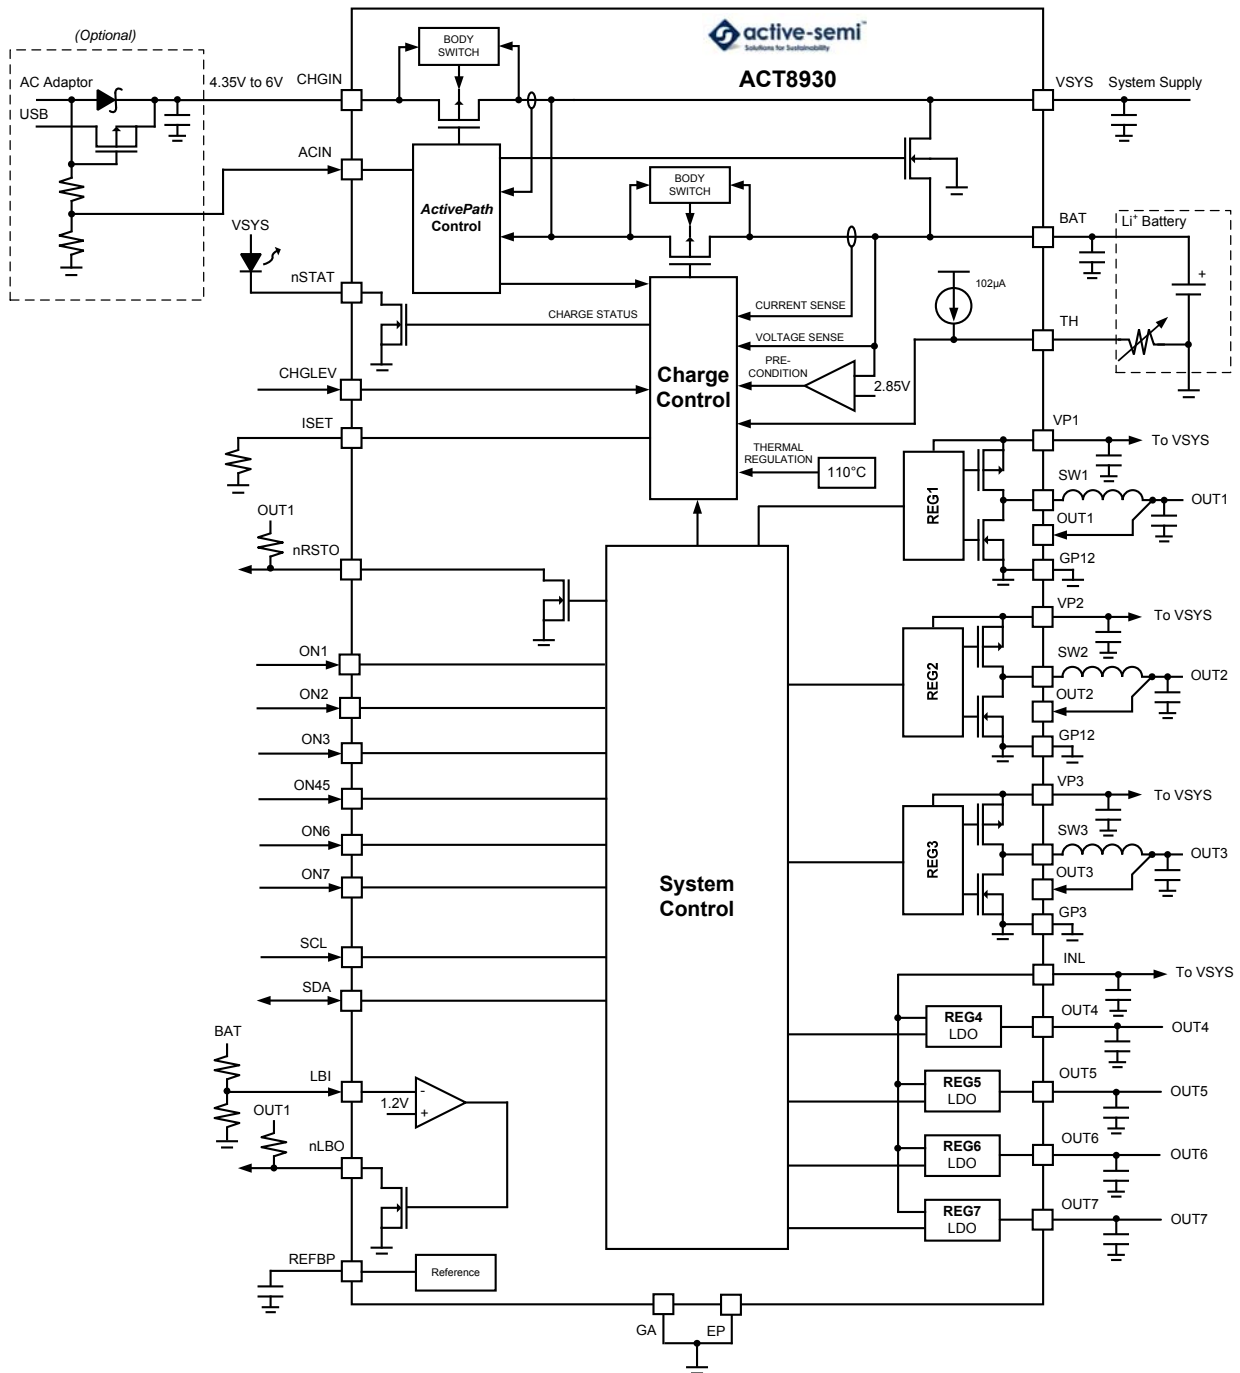 active-semi™
Solutions for Sustainability
ACT8930
(Optional)
AC Adaptor
USB
4.35V to 6V
CHGIN
BODY
SWITCH
VSYS
System Supply
ACIN
ActivePath
Control
BODY
SWITCH
BAT
Li+ Battery
+
VSYS
nSTAT
CHARGE STATUS
CURRENT SENSE
VOLTAGE SENSE
PRE-
CONDITION
2.85V
102µA
TH
CHGLEV
Charge
Control
ISET
THERMAL
REGULATION
110°C
VP1
To VSYS
REG1
SW1
OUT1
OUT1
GP12
OUT1
nRSTO
VP2
To VSYS
REG2
SW2
OUT2
OUT2
GP12
ON1
ON2
ON3
ON45
ON6
ON7
VP3
To VSYS
REG3
SW3
OUT3
OUT3
GP3
System
Control
SCL
SDA
INL
To VSYS
REG4
LDO
OUT4
OUT4
REG5
LDO
OUT5
OUT5
REG6
LDO
OUT6
OUT6
REG7
LDO
OUT7
OUT7
BAT
LBI
-
1.2V
+
OUT1
nLBO
REFBP
Reference
GA
EP